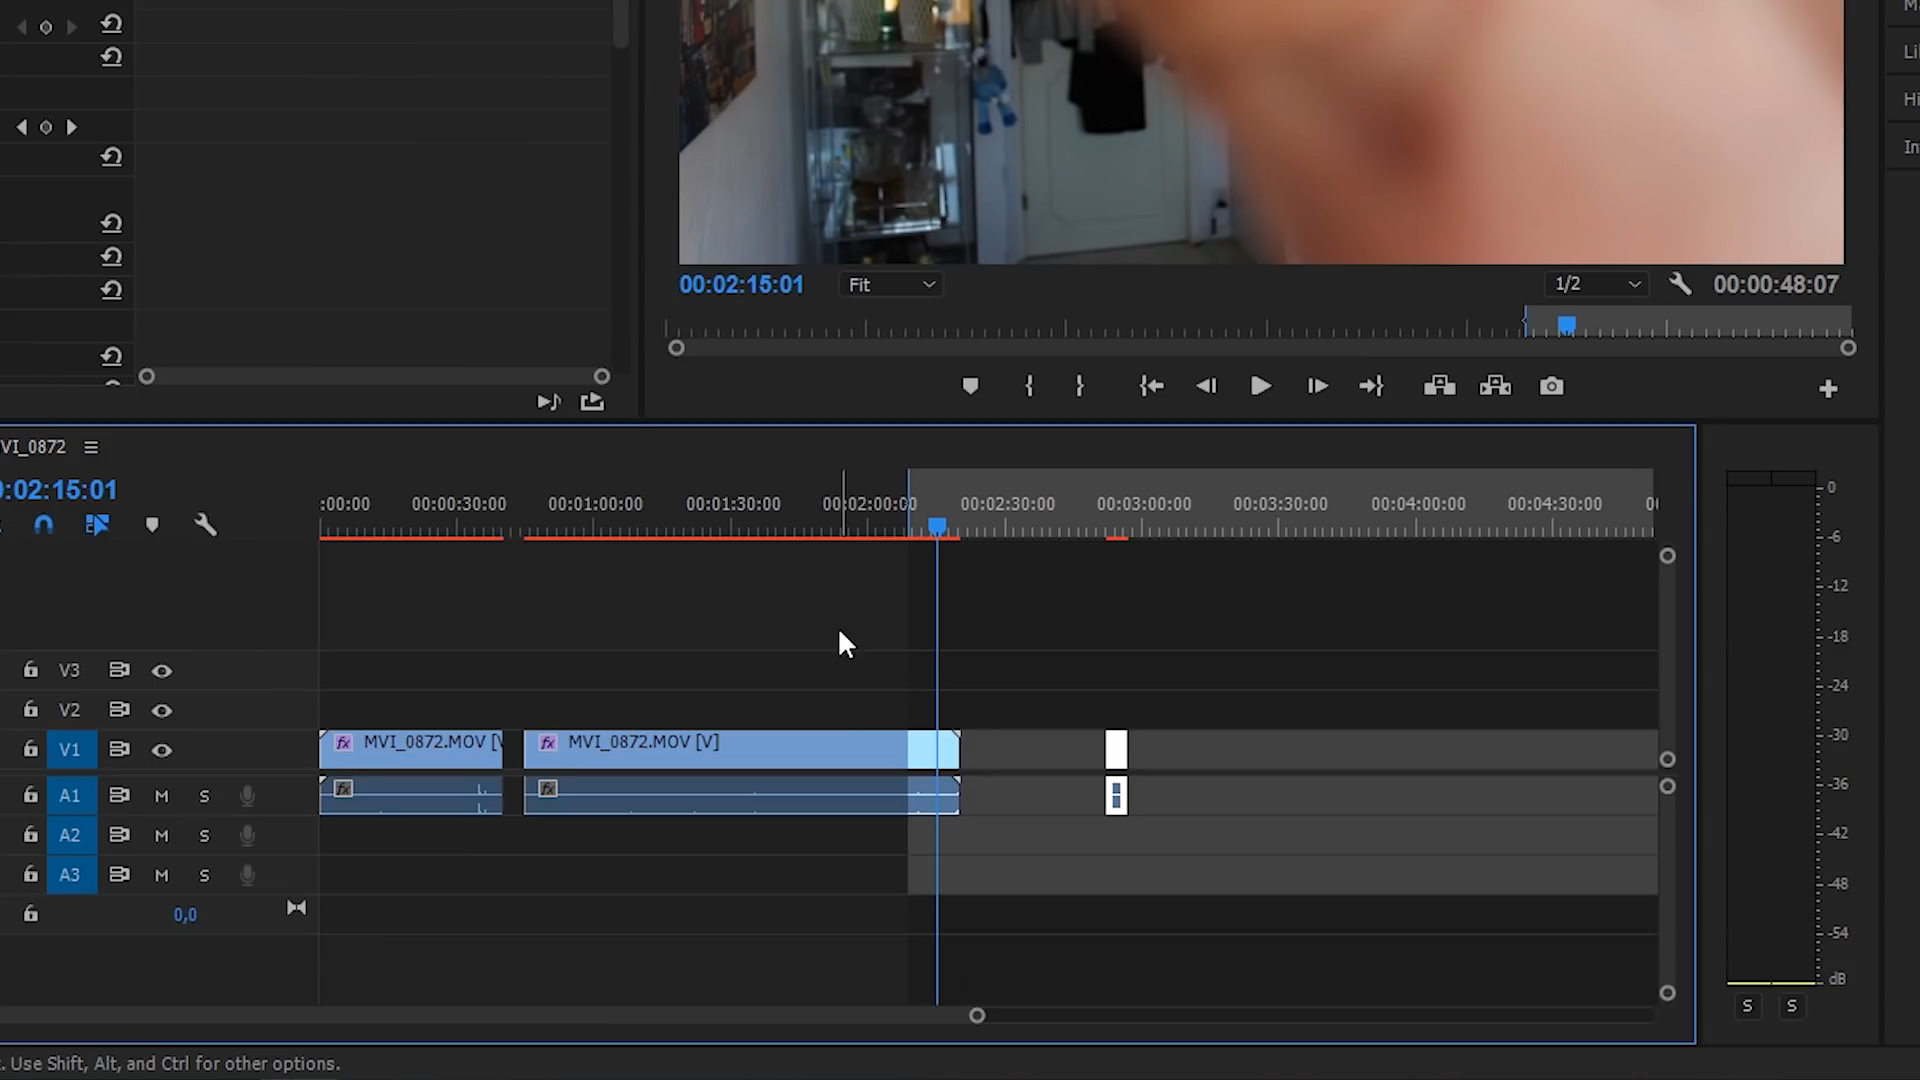 Li
Hi
00:02:15:01 Fit 1/2 00:00:48:07
VI_0872
:02:15:01
:00:00 00:00:30:00 00:01:00:00 00:01:30:00 00:02:00:00 00:02:30:00 00:03:00:00 00:03:30:00 00:04:00:00 00:04:30:00
V3
V2
V1 fx MVI_0872.MOV [V fx MVI_0872.MOV [V]
A1 M S fx fx
A2 M S
A3 M S
0,0
0
-6
-12
-18
-24
-30
-36
-42
-48
-54
dB
S S
. Use Shift, Alt, and Ctrl for other options.